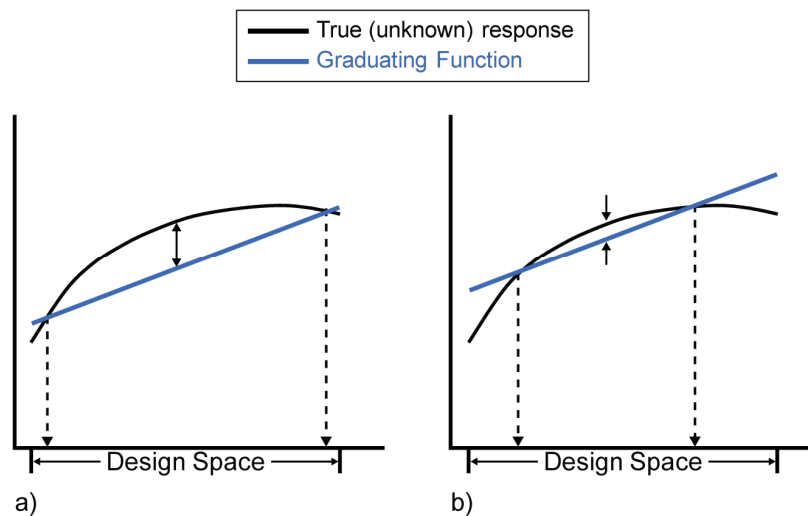 True (unknown) response
Graduating Function
Design Space
Design Space
a)
b)